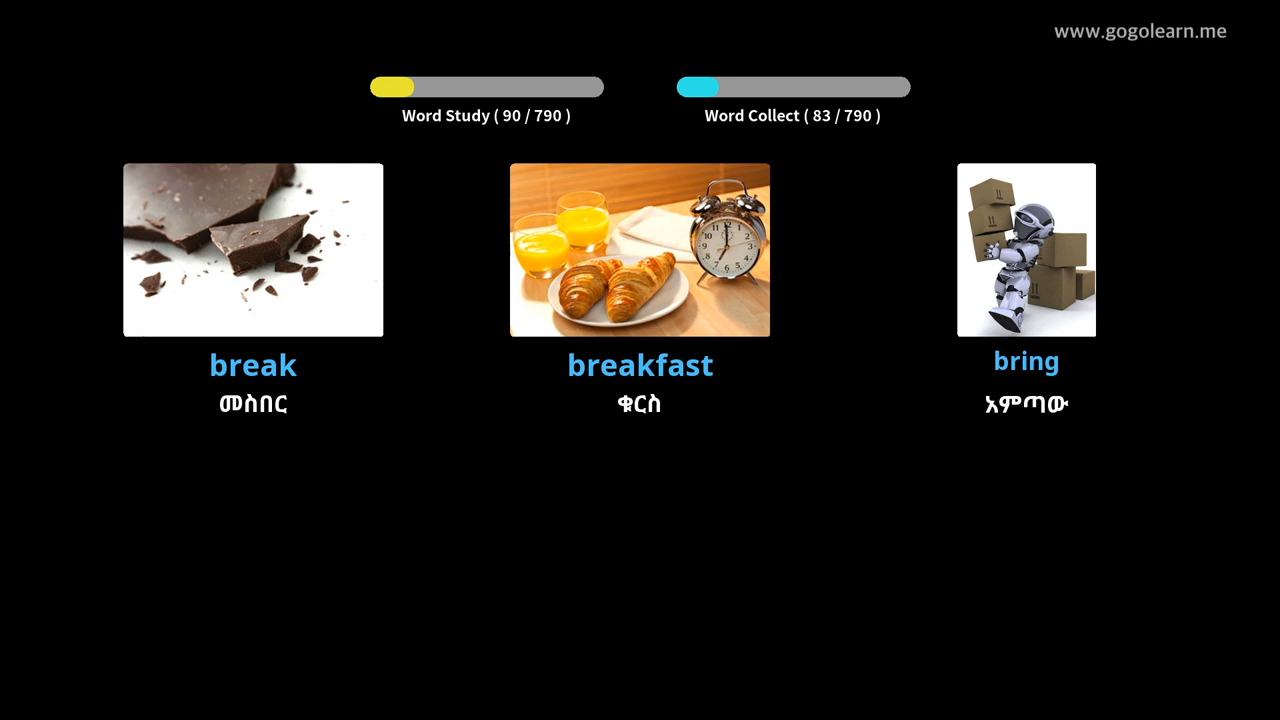 www.gogolearn.me
Word Study ( 90 / 790 )
Word Collect ( 83 / 790 )
break
መስበር
breakfast
ቁርስ
bring
አምጣው